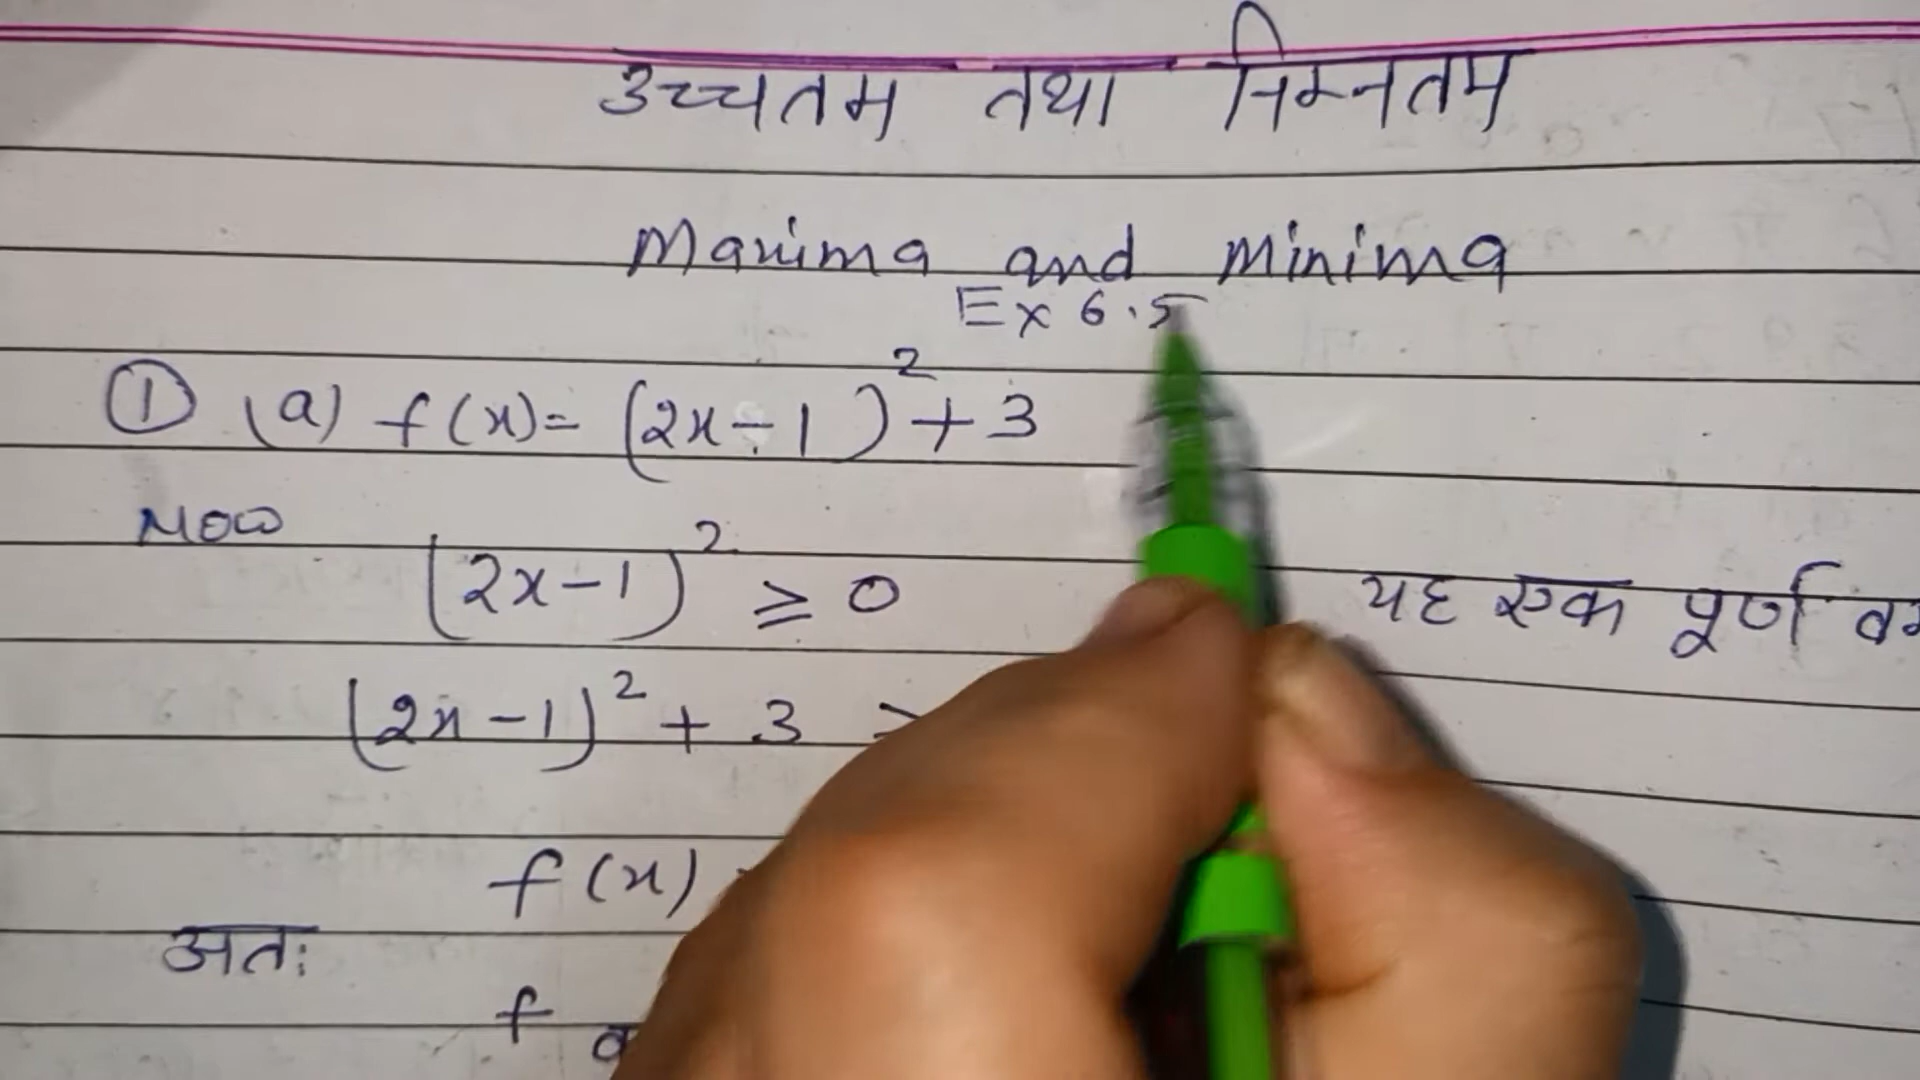 उच्चतम तथा निम्नतम
Maxima and Minima
Ex 6.5
① (a) f(x) = (2x-1)² + 3
Now
(2x-1)² ≥ 0 यह एक पूर्ण
(2x-1)² + 3
f(x)
अतः
f